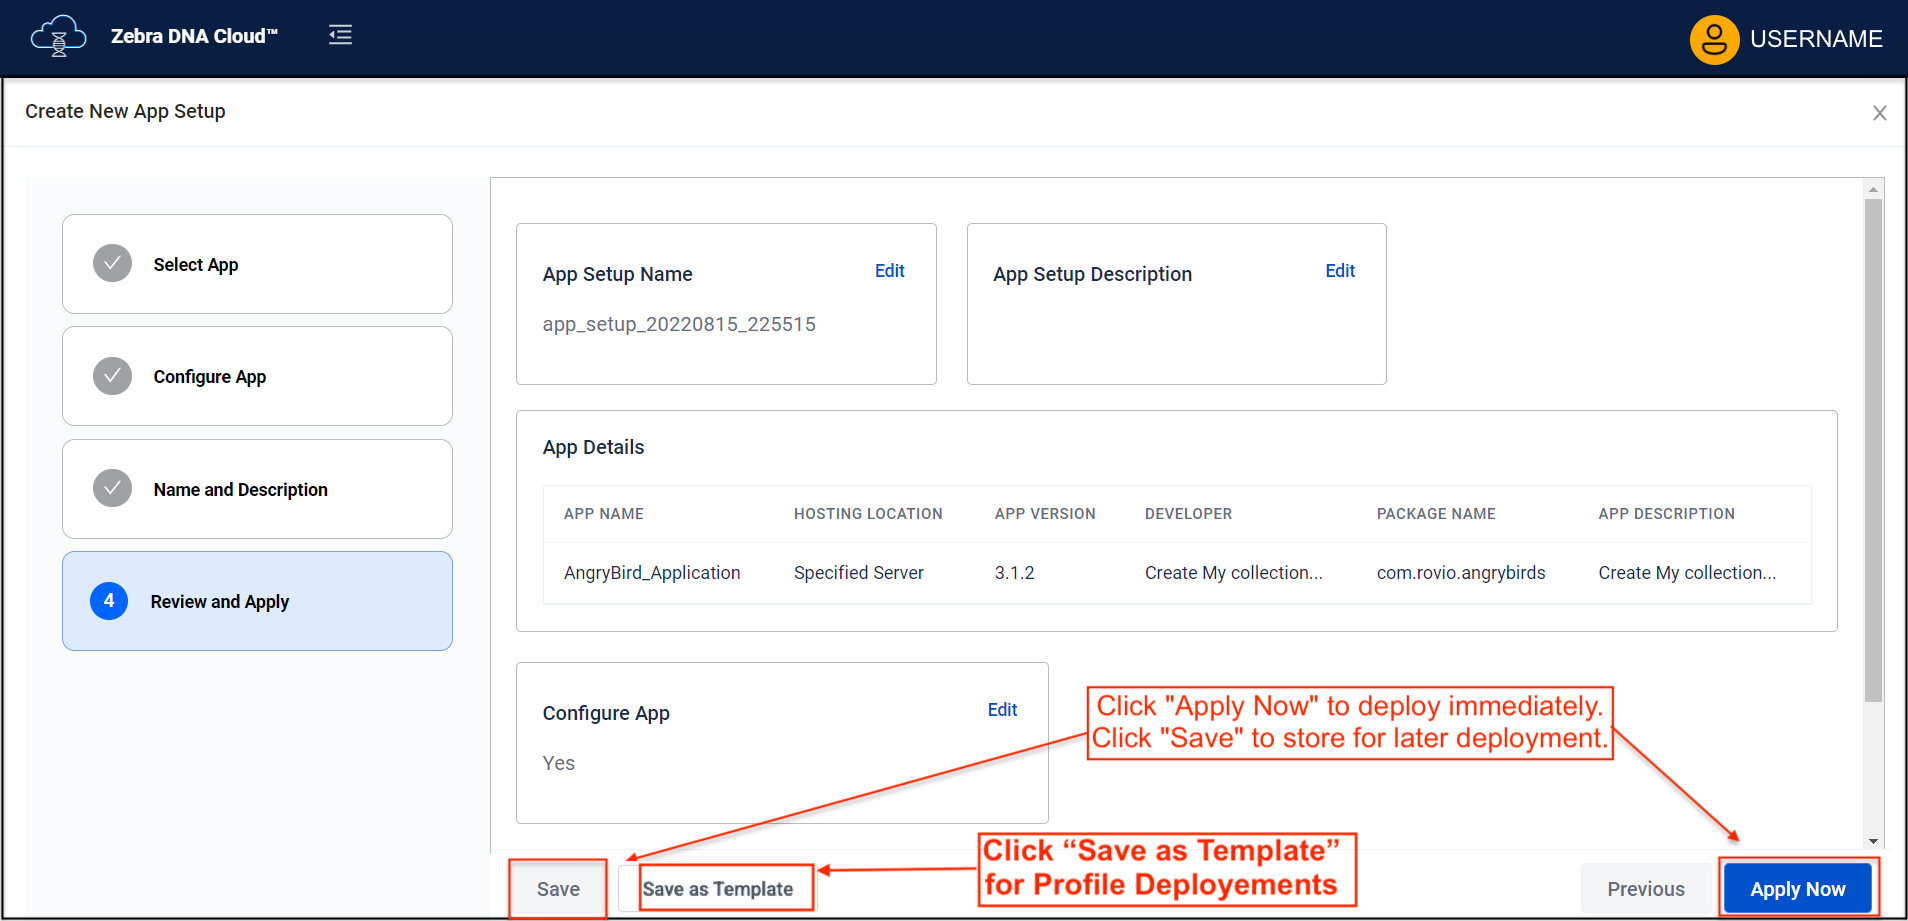 Zebra DNA Cloud™
USERNAME
Create New App Setup
Select App
Configure App
Name and Description
4
Review and Apply
App Setup Name
Edit
app_setup_20220815_225515
App Setup Description
Edit
App Details
APP NAME HOSTING LOCATION APP VERSION DEVELOPER PACKAGE NAME APP DESCRIPTION
AngryBird_Application Specified Server 3.1.2 Create My collection... com.rovio.angrybirds Create My collection...
Configure App
Edit
Yes
Click "Apply Now" to deploy immediately.
Click "Save" to store for later deployment.
Click “Save as Template”
for Profile Deployements
Save
Save as Template
Previous
Apply Now